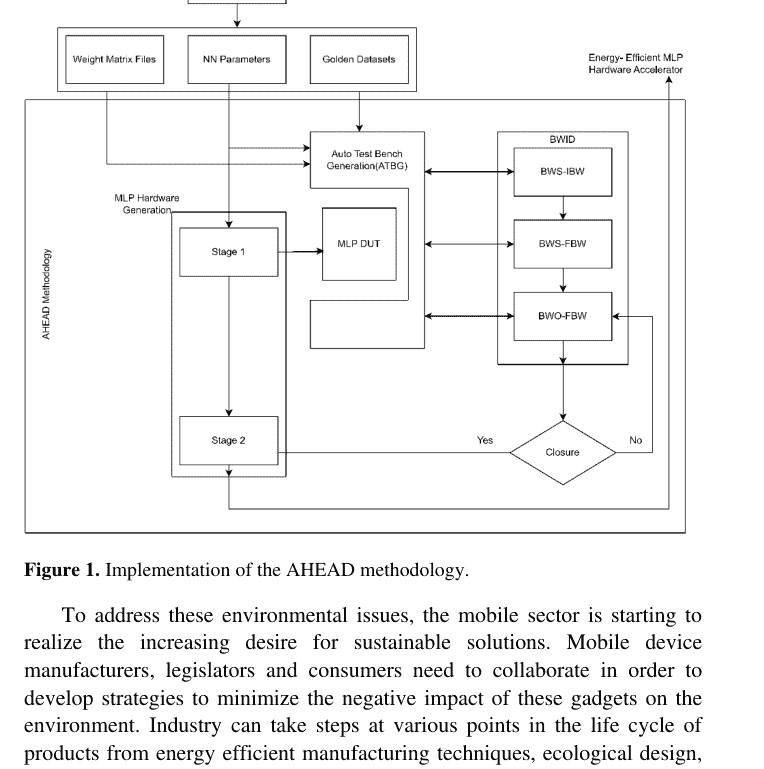 Weight Matrix Files
NN Parameters
Golden Datasets
Energy- Efficient MLP
Hardware Accelerator
Auto Test Bench
Generation(ATBG)
BWID
BWS-IBW
MLP Hardware
Generation
Stage 1
MLP DUT
BWS-FBW
AHEAD Methodology
BWO-FBW
Stage 2
Yes
Closure
No
Figure 1. Implementation of the AHEAD methodology.
To address these environmental issues, the mobile sector is starting to
realize the increasing desire for sustainable solutions. Mobile device
manufacturers, legislators and consumers need to collaborate in order to
develop strategies to minimize the negative impact of these gadgets on the
environment. Industry can take steps at various points in the life cycle of
products from energy efficient manufacturing techniques, ecological design,